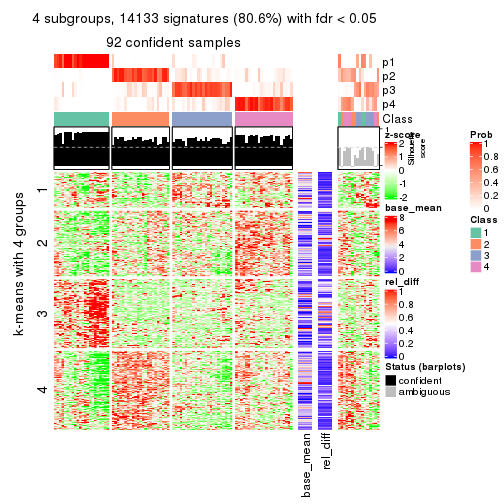 4 subgroups, 14133 signatures (80.6%) with fdr < 0.05
92 confident samples
p1
p2
p3
p4
Class
1
Silhouette
score
k-means with 4 groups
1
2
3
4
base_mean
rel_diff
z-score
2
1
0
-1
-2
base_mean
8
6
4
2
0
rel_diff
1
0.8
0.6
0.4
0.2
0
Status (barplots)
confident
ambiguous
Prob
1
0.8
0.6
0.4
0.2
0
Class
1
2
3
4